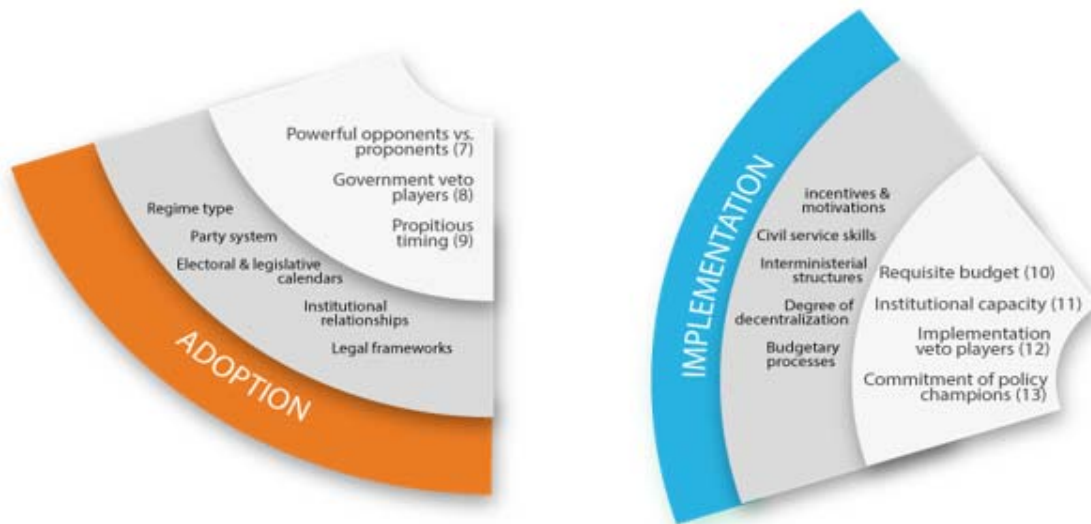 Powerful opponents vs.
proponents (7)
Government veto
players (8)
Propitious
timing (9)
Regime type
Party system
Electoral & legislative
calendars
Institutional
relationships
Legal frameworks
ADOPTION
IMPLEMENTATION
incentives &
motivations
Civil service skills
Interministerial
structures
Degree of
decentralization
Budgetary
processes
Requisite budget (10)
Institutional capacity (11)
Implementation
veto players (12)
Commitment of policy
champions (13)